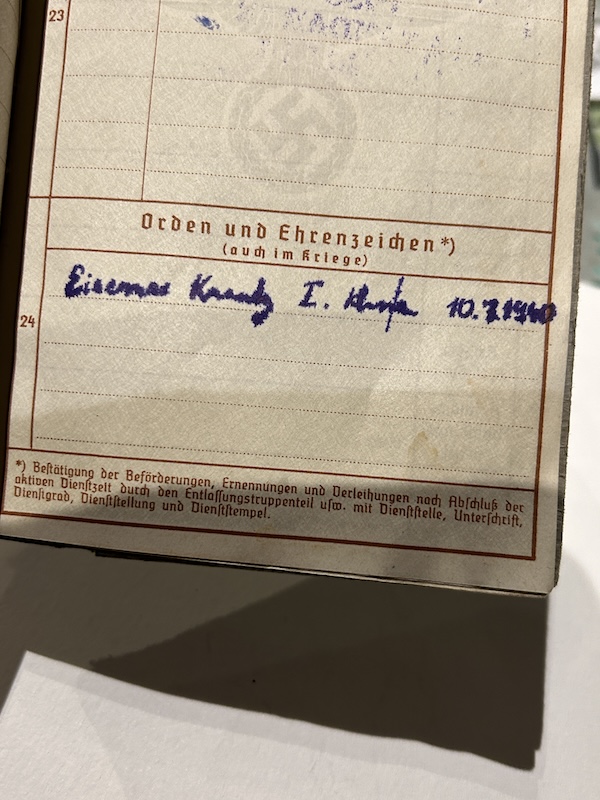 23
Orden und Ehrenzeichen *)
(auch im Kriege)
Eisernes Kreutz I. Klasse 10.7.1940
24
*) Bestätigung der Beförderungen, Ernennungen und Verleihungen nach Abschluß der
aktiven Dienstzeit durch den Entlassungstruppenteil usw. mit Dienststelle, Unterschrift,
Dienstgrad, Dienststellung und Dienststempel.